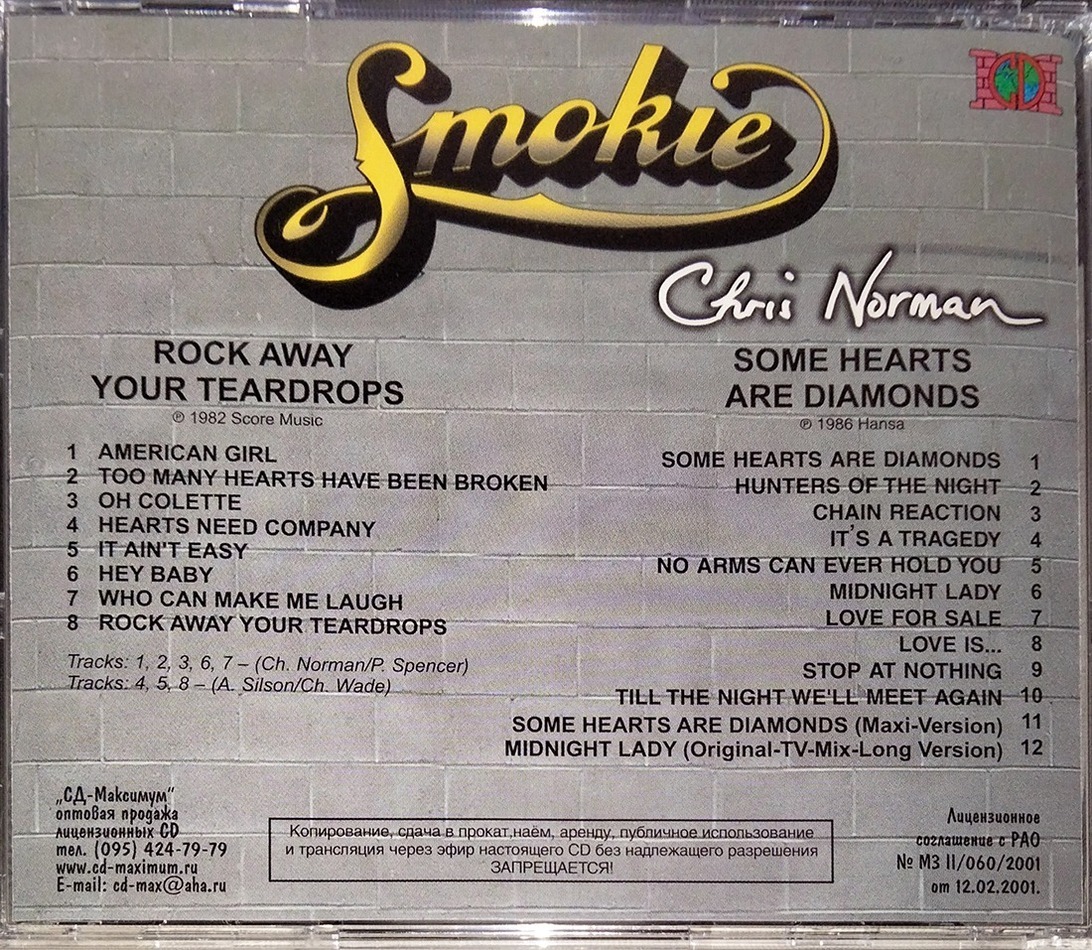 Smokie
CD
Chris Norman
ROCK AWAY
YOUR TEARDROPS
℗ 1982 Score Music
1 AMERICAN GIRL
2 TOO MANY HEARTS HAVE BEEN BROKEN
3 OH COLETTE
4 HEARTS NEED COMPANY
5 IT AIN'T EASY
6 HEY BABY
7 WHO CAN MAKE ME LAUGH
8 ROCK AWAY YOUR TEARDROPS
Tracks: 1, 2, 3, 6, 7 – (Ch. Norman/P. Spencer)
Tracks: 4, 5, 8 – (A. Silson/Ch. Wade)
SOME HEARTS
ARE DIAMONDS
℗ 1986 Hansa
SOME HEARTS ARE DIAMONDS 1
HUNTERS OF THE NIGHT 2
CHAIN REACTION 3
IT'S A TRAGEDY 4
NO ARMS CAN EVER HOLD YOU 5
MIDNIGHT LADY 6
LOVE FOR SALE 7
LOVE IS... 8
STOP AT NOTHING 9
TILL THE NIGHT WE'LL MEET AGAIN 10
SOME HEARTS ARE DIAMONDS (Maxi-Version) 11
MIDNIGHT LADY (Original-TV-Mix-Long Version) 12
„СД-Максимум"
оптовая продажа
лицензионных CD
тел. (095) 424-79-79
www.cd-maximum.ru
E-mail: cd-max@aha.ru
Копирование, сдача в прокат,наём, аренду, публичное использование
и трансляция через эфир настоящего CD без надлежащего разрешения
ЗАПРЕЩАЕТСЯ!
Лицензионное
соглашение с РАО
№ МЗ II/060/2001
от 12.02.2001.